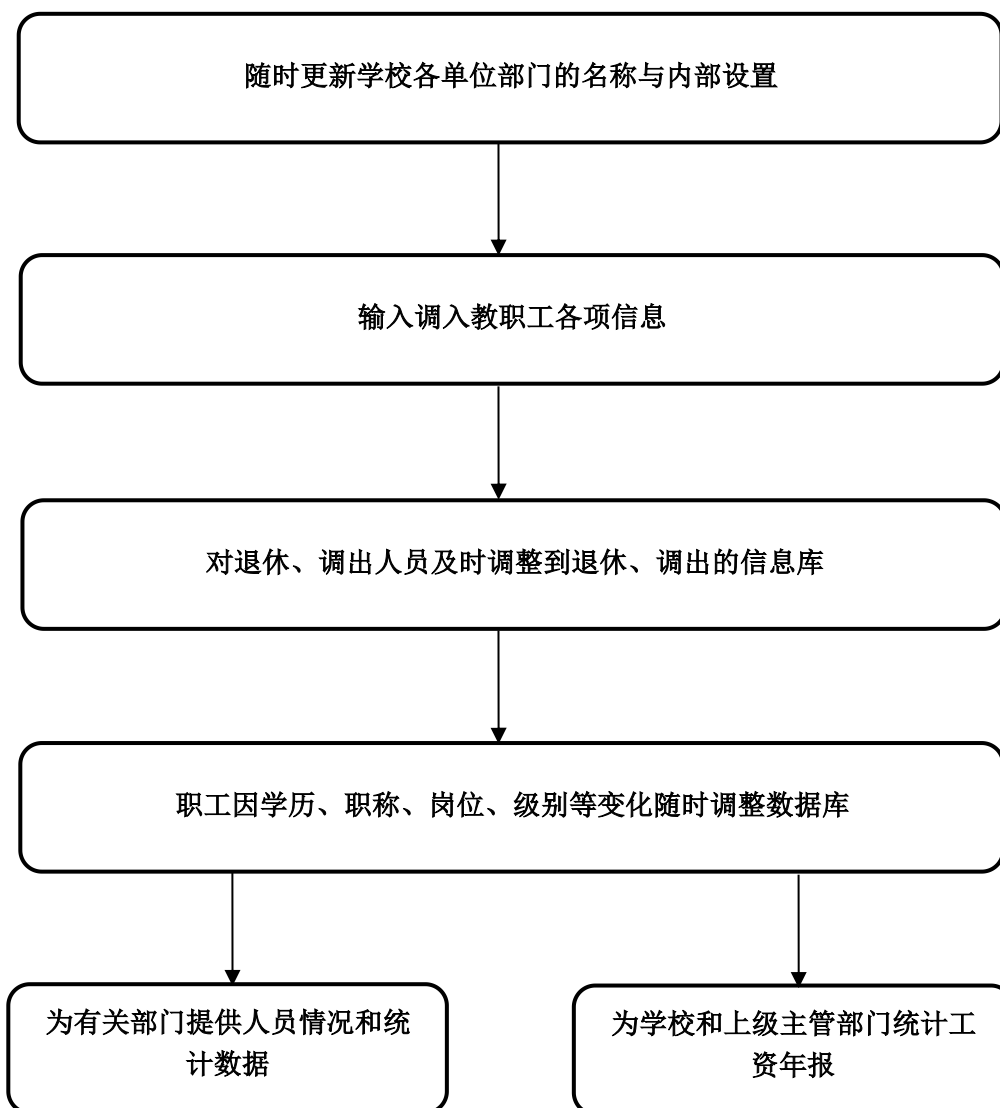 随时更新学校各单位部门的名称与内部设置
输入调入教职工各项信息
对退休、调出人员及时调整到退休、调出的信息库
职工因学历、职称、岗位、级别等变化随时调整数据库
为有关部门提供人员情况和统
计数据
为学校和上级主管部门统计工
资年报